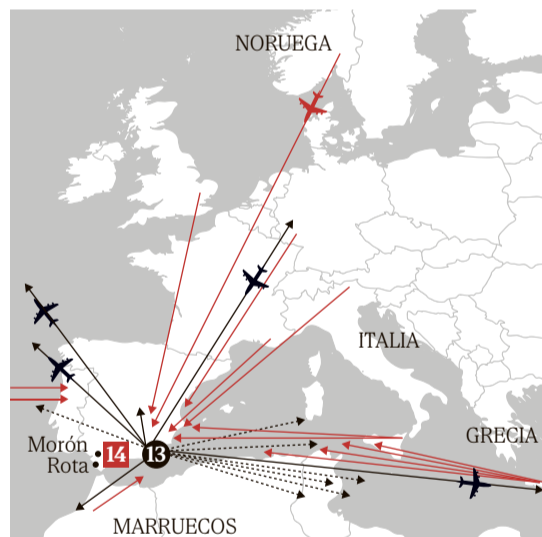 NORUEGA
ITALIA
GRECIA
Morón
Rota
14
13
MARRUECOS